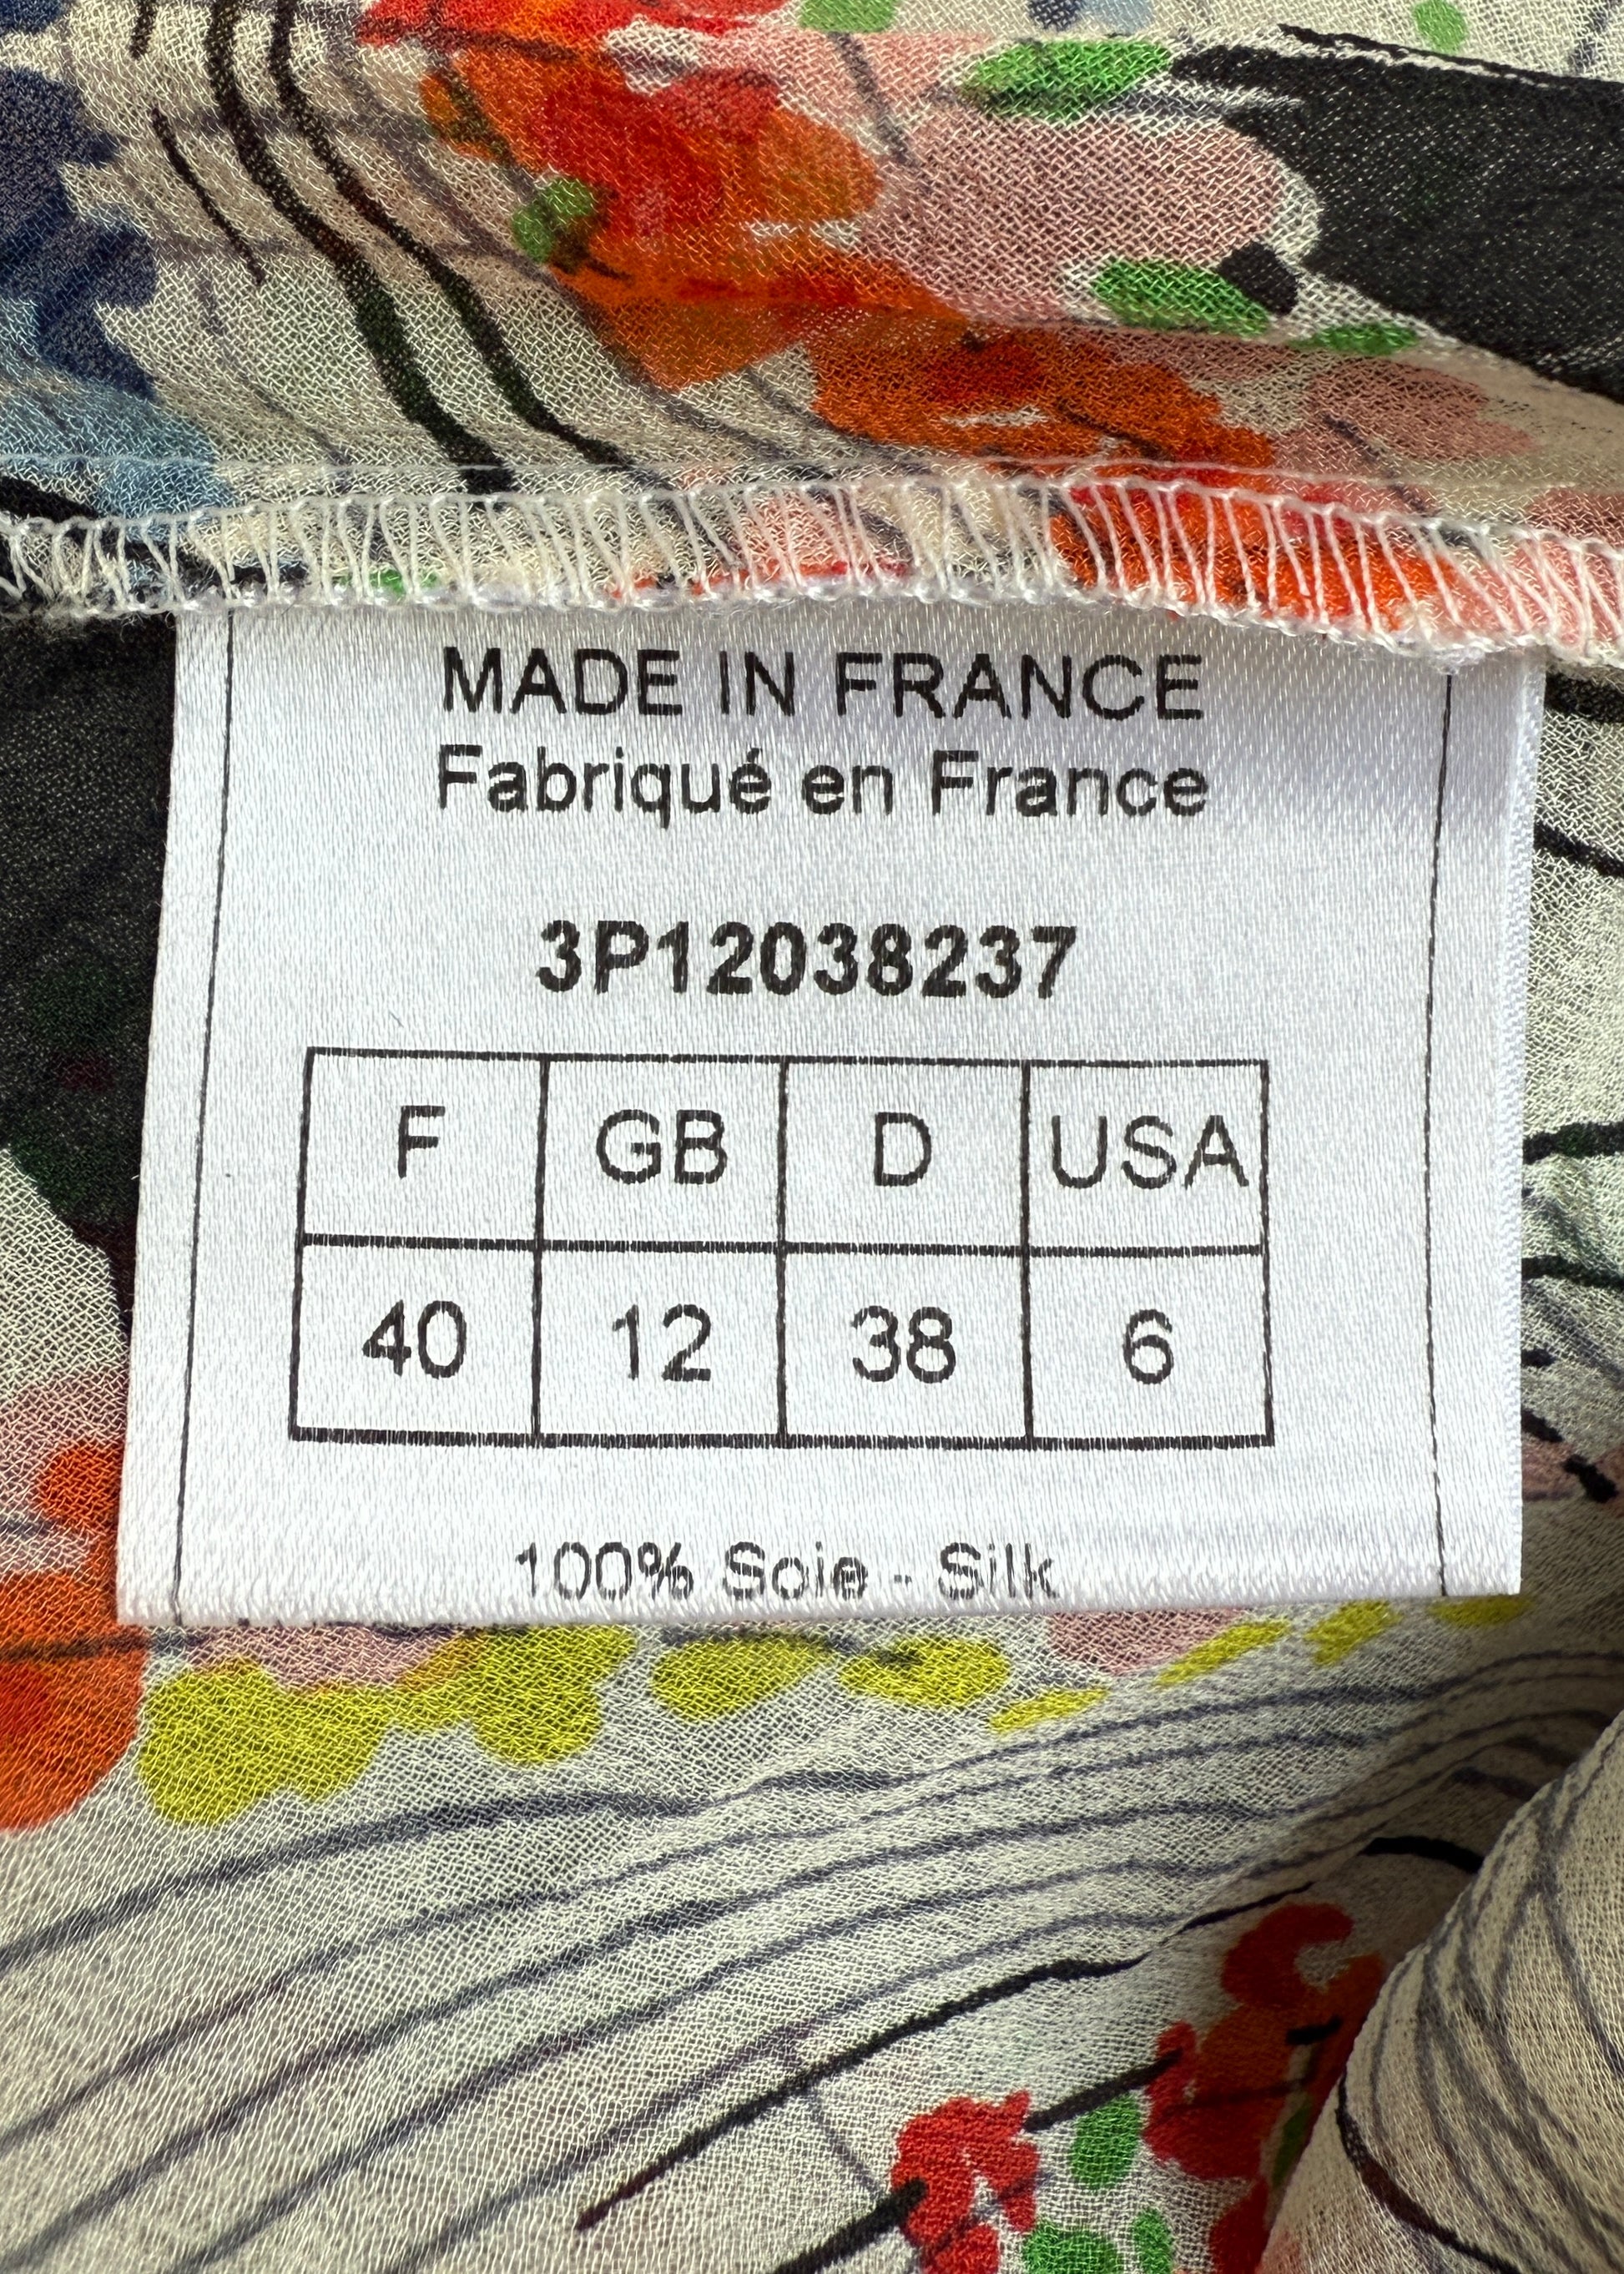 MADE IN FRANCE
Fabriqué en France
3P12038237
F GB D USA
40 12 38 6
100% Soie - Silk